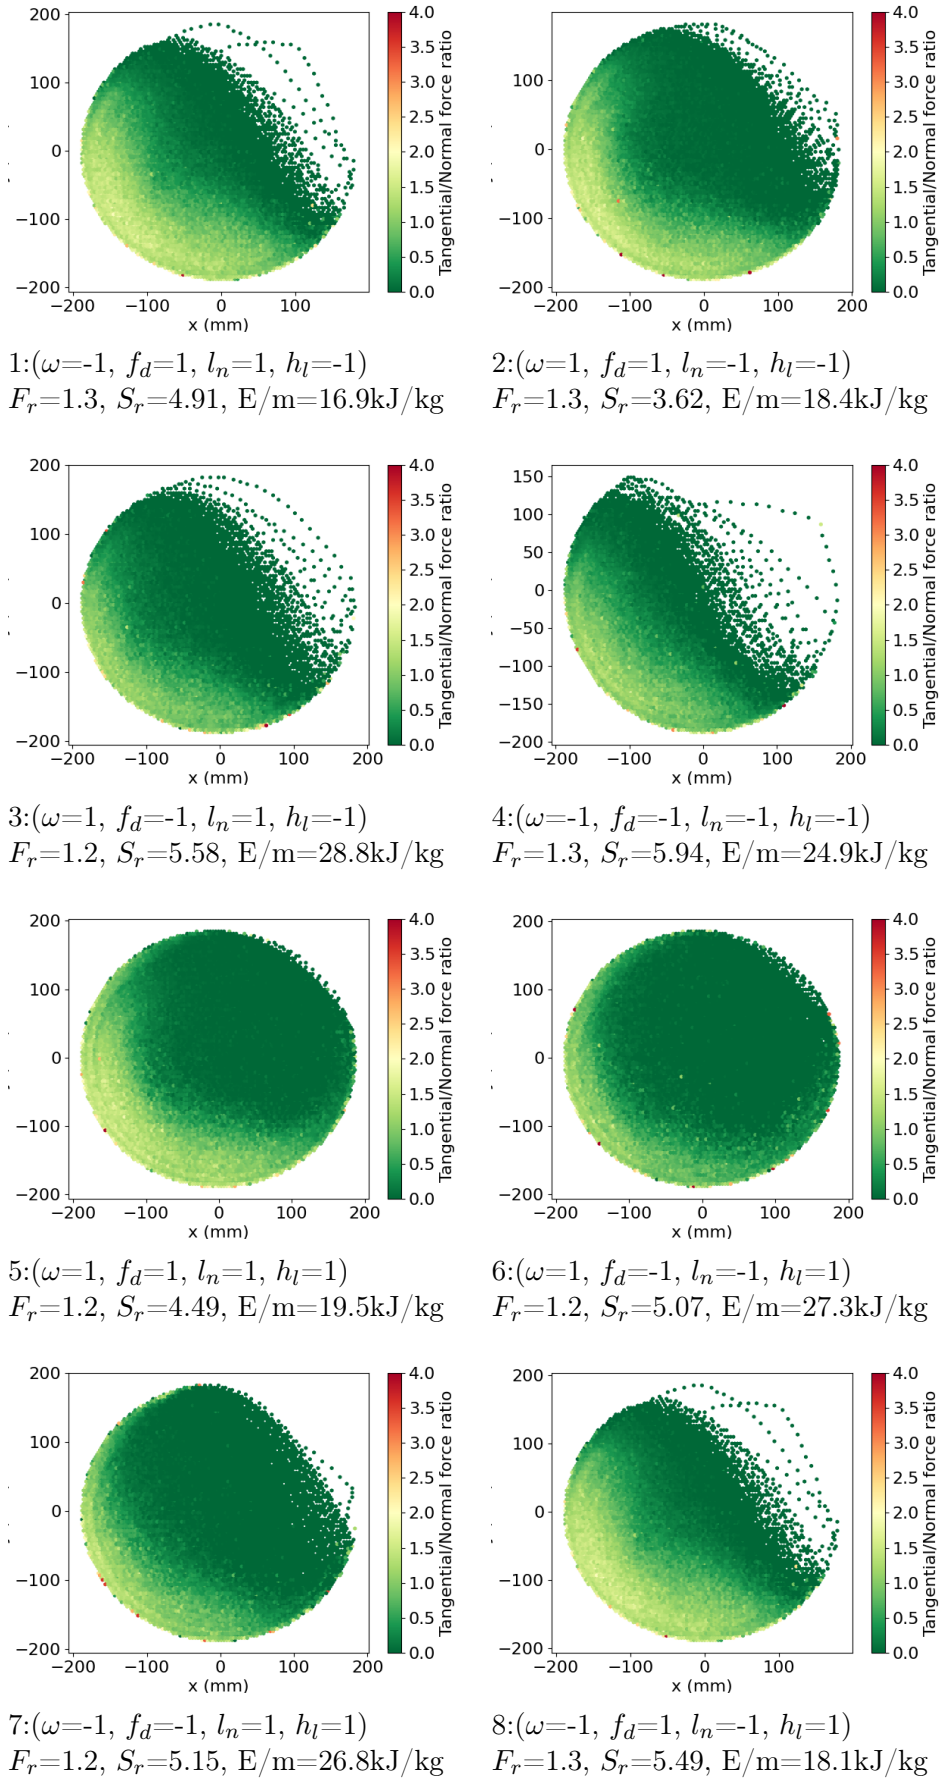 200
100
0
−100
−200
−200 −100 0 100
x (mm)
4.0
3.5
3.0
2.5
2.0
1.5
1.0
0.5
0.0
Tangential/Normal force ratio
1:(ω=-1, f_d=1, l_n=1, h_l=-1)
F_r=1.3, S_r=4.91, E/m=16.9kJ/kg
200
100
0
−100
−200
−200 −100 0 100 200
x (mm)
4.0
3.5
3.0
2.5
2.0
1.5
1.0
0.5
0.0
Tangential/Normal force ratio
2:(ω=1, f_d=1, l_n=-1, h_l=-1)
F_r=1.3, S_r=3.62, E/m=18.4kJ/kg
200
100
0
−100
−200
−200 −100 0 100 200
x (mm)
4.0
3.5
3.0
2.5
2.0
1.5
1.0
0.5
0.0
Tangential/Normal force ratio
3:(ω=1, f_d=-1, l_n=1, h_l=-1)
F_r=1.2, S_r=5.58, E/m=28.8kJ/kg
150
100
50
0
−50
−100
−150
−200
−200 −100 0 100 200
x (mm)
4.0
3.5
3.0
2.5
2.0
1.5
1.0
0.5
0.0
Tangential/Normal force ratio
4:(ω=-1, f_d=-1, l_n=-1, h_l=-1)
F_r=1.3, S_r=5.94, E/m=24.9kJ/kg
200
100
0
−100
−200
−200 −100 0 100 200
x (mm)
4.0
3.5
3.0
2.5
2.0
1.5
1.0
0.5
0.0
Tangential/Normal force ratio
5:(ω=1, f_d=1, l_n=1, h_l=1)
F_r=1.2, S_r=4.49, E/m=19.5kJ/kg
200
100
0
−100
−200
−200 −100 0 100 200
x (mm)
4.0
3.5
3.0
2.5
2.0
1.5
1.0
0.5
0.0
Tangential/Normal force ratio
6:(ω=1, f_d=-1, l_n=-1, h_l=1)
F_r=1.2, S_r=5.07, E/m=27.3kJ/kg
200
100
0
−100
−200
−200 −100 0 100 200
x (mm)
4.0
3.5
3.0
2.5
2.0
1.5
1.0
0.5
0.0
Tangential/Normal force ratio
7:(ω=-1, f_d=-1, l_n=1, h_l=1)
F_r=1.2, S_r=5.15, E/m=26.8kJ/kg
200
100
0
−100
−200
−200 −100 0 100
x (mm)
4.0
3.5
3.0
2.5
2.0
1.5
1.0
0.5
0.0
Tangential/Normal force ratio
8:(ω=-1, f_d=1, l_n=-1, h_l=1)
F_r=1.3, S_r=5.49, E/m=18.1kJ/kg